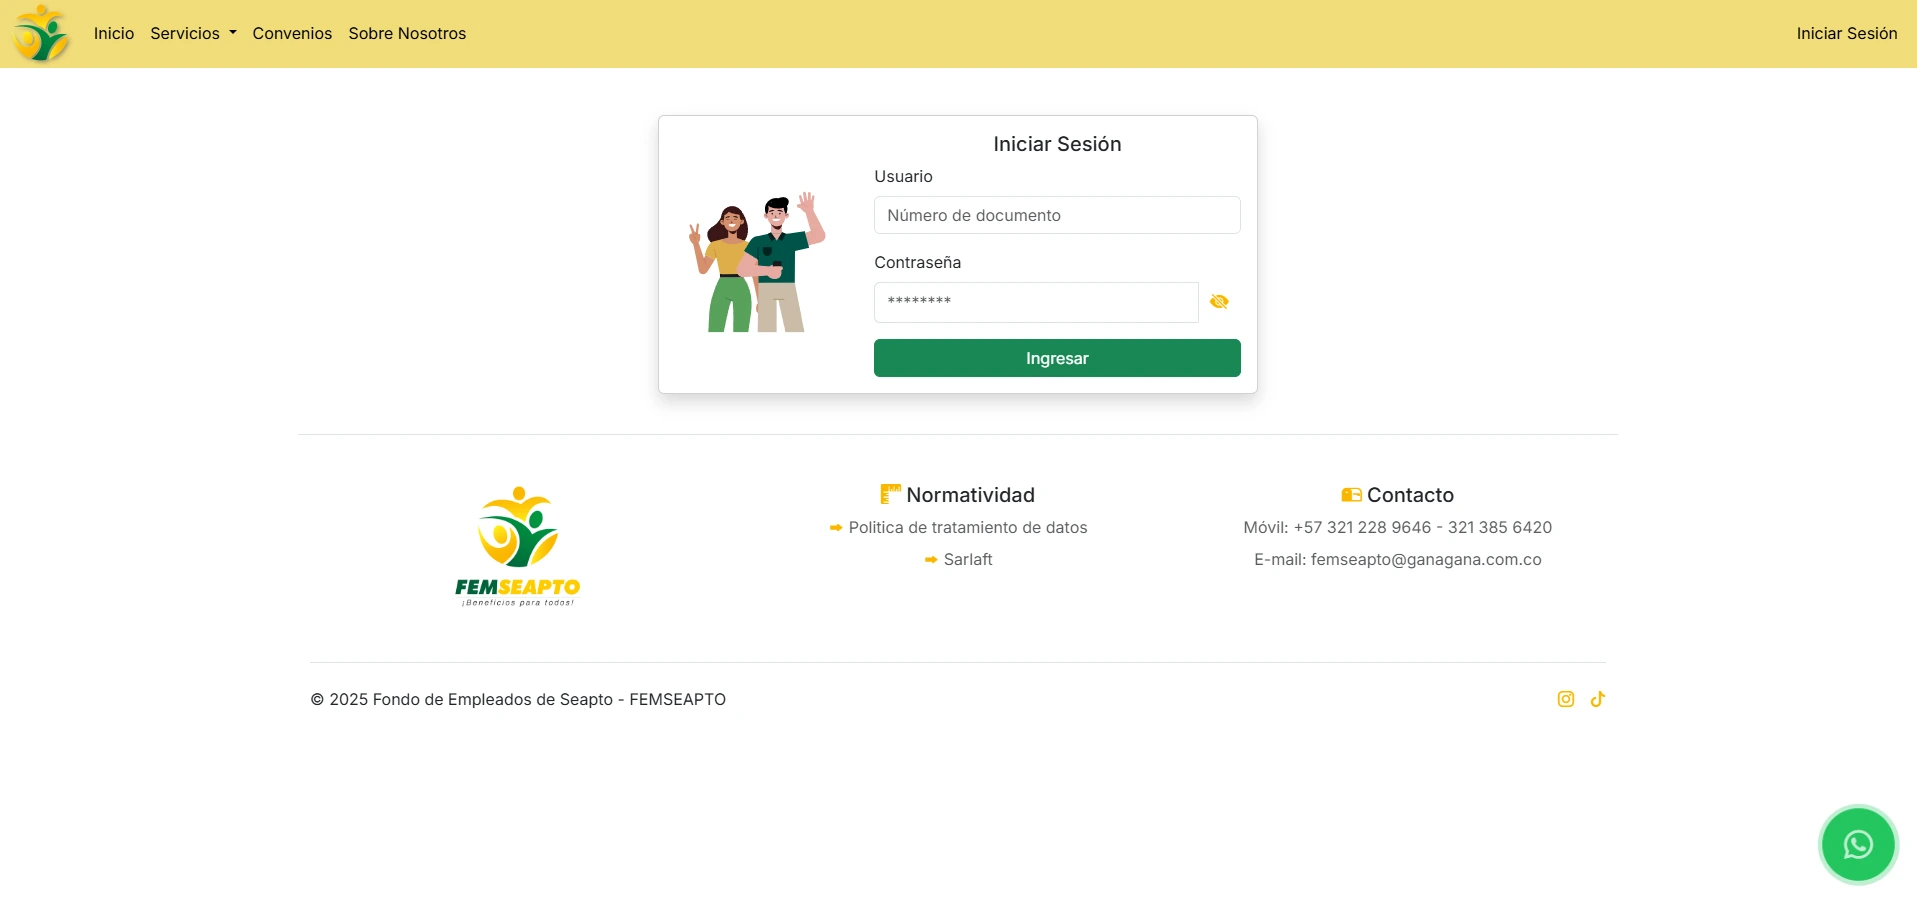 Inicio Servicios Convenios Sobre Nosotros Iniciar Sesión
Iniciar Sesión
Usuario
Número de documento
Contraseña
********
Ingresar
FEMSEAPTO
¡Beneficios para todos!
Normatividad
Politica de tratamiento de datos
Sarlaft
Contacto
Móvil: +57 321 228 9646 - 321 385 6420
E-mail: femseapto@ganagana.com.co
© 2025 Fondo de Empleados de Seapto - FEMSEAPTO